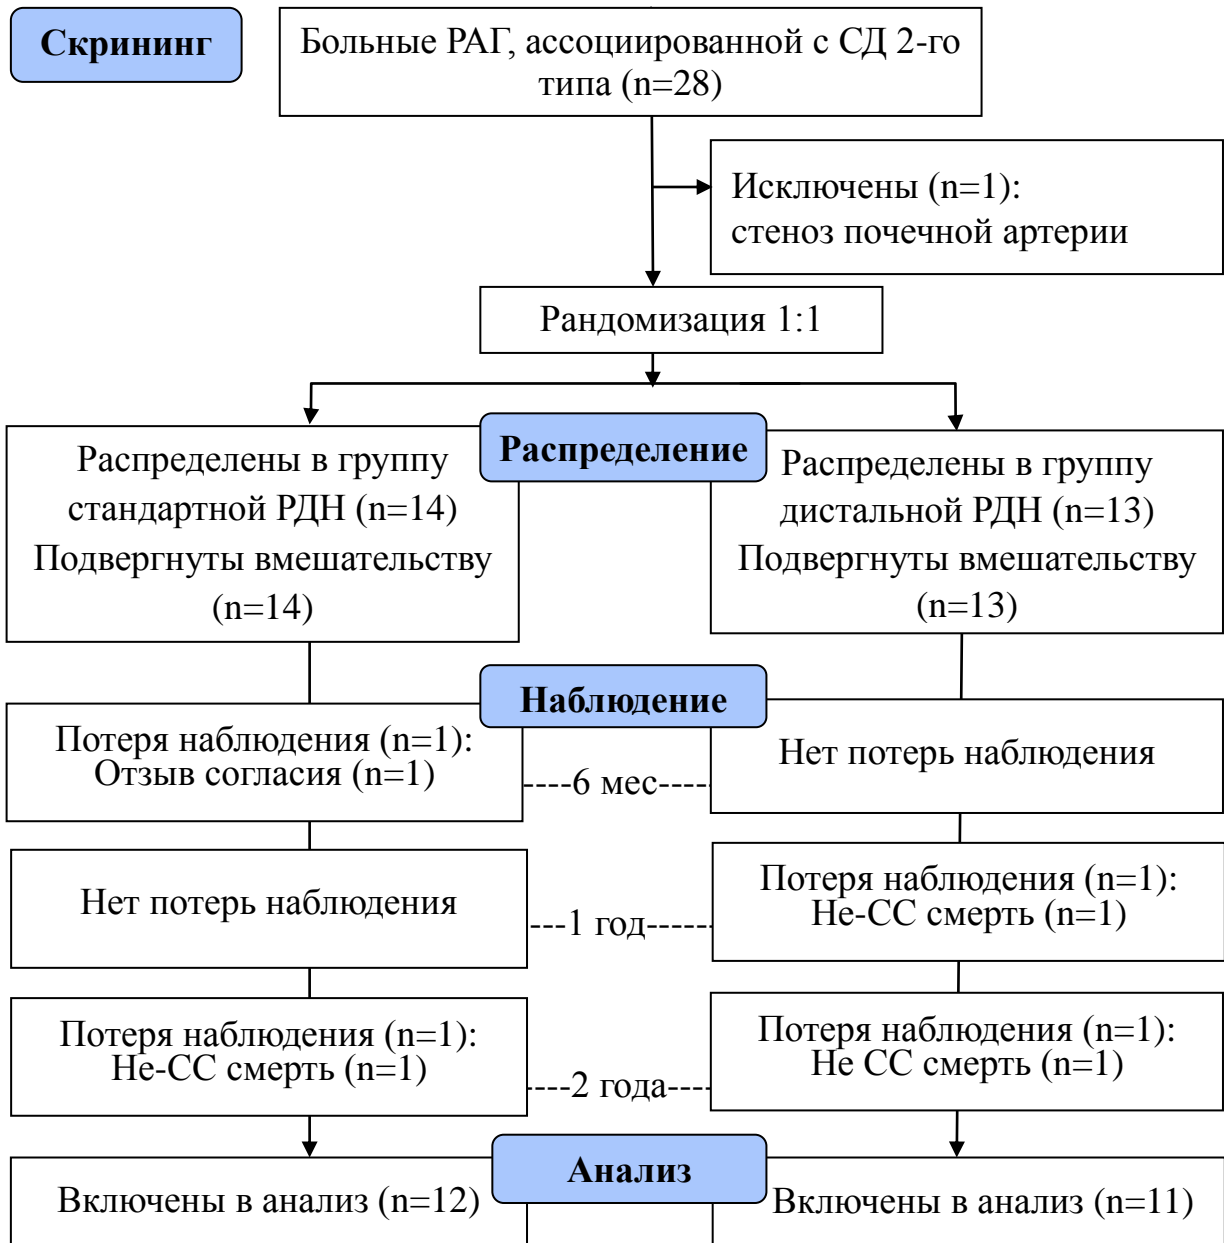 Скрининг
Больные РАГ, ассоциированной с СД 2-го
типа (n=28)
Исключены (n=1):
стеноз почечной артерии
Рандомизация 1:1
Распределение
Распределены в группу
стандартной РДН (n=14)
Подвергнуты вмешательству
(n=14)
Распределены в группу
дистальной РДН (n=13)
Подвергнуты вмешательству
(n=13)
Наблюдение
Потеря наблюдения (n=1):
Отзыв согласия (n=1)
----6 мес----
Нет потерь наблюдения
Нет потерь наблюдения
---1 год-----
Потеря наблюдения (n=1):
Не-СС смерть (n=1)
Потеря наблюдения (n=1):
Не-СС смерть (n=1)
---2 года---
Потеря наблюдения (n=1):
Не СС смерть (n=1)
Анализ
Включены в анализ (n=12)
Включены в анализ (n=11)